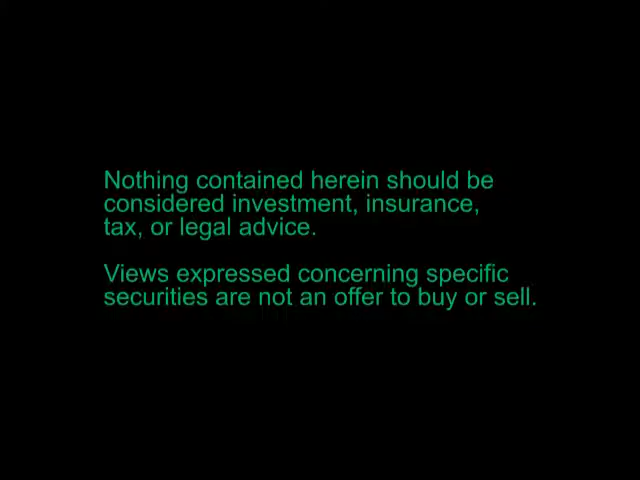 Nothing contained herein should be
considered investment, insurance,
tax, or legal advice.
Views expressed concerning specific
securities are not an offer to buy or sell.